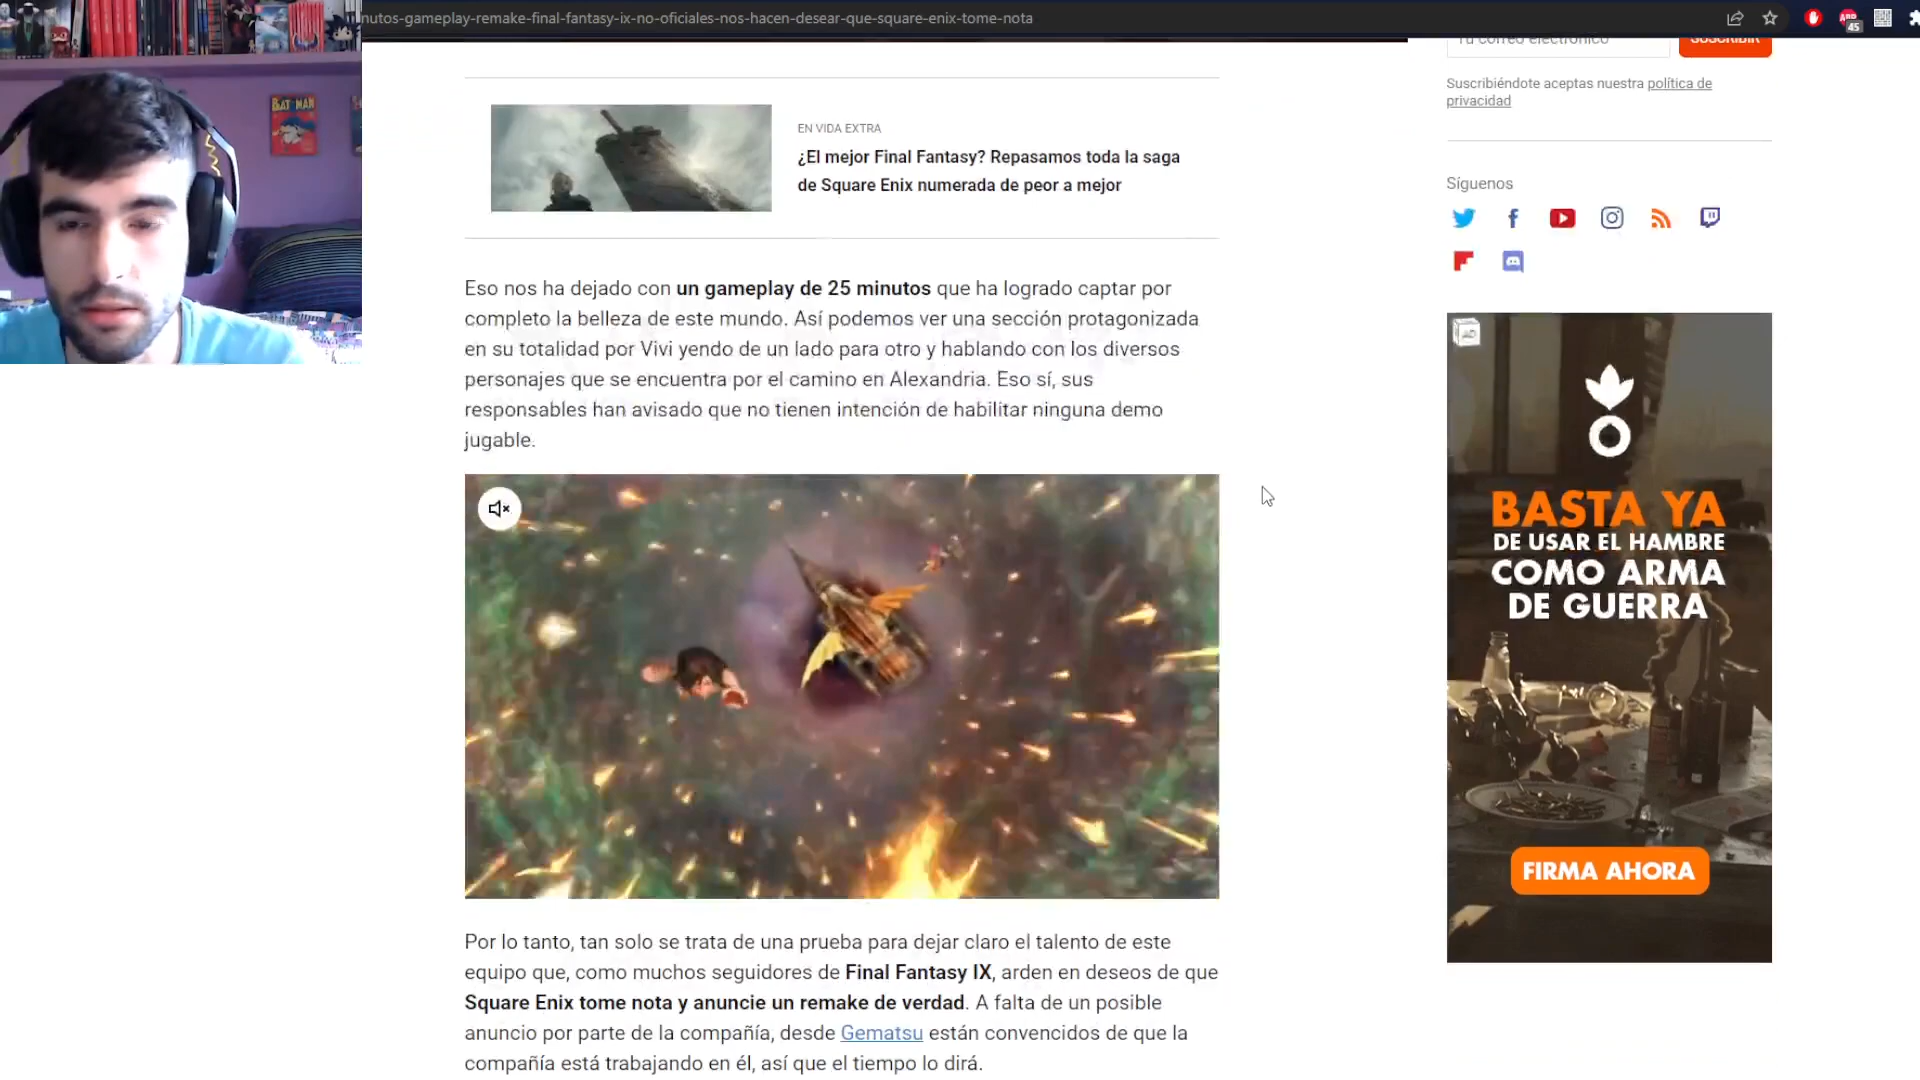 nutos-gameplay-remake-final-fantasy-ix-no-oficiales-nos-hacen-desear-que-square-enix-tome-nota
45
BATMAN
Tu correo electrónico
SUSCRIBIR
Suscribiéndote aceptas nuestra política de
privacidad
EN VIDA EXTRA
¿El mejor Final Fantasy? Repasamos toda la saga
de Square Enix numerada de peor a mejor
Síguenos
Eso nos ha dejado con un gameplay de 25 minutos que ha logrado captar por
completo la belleza de este mundo. Así podemos ver una sección protagonizada
en su totalidad por Vivi yendo de un lado para otro y hablando con los diversos
personajes que se encuentra por el camino en Alexandria. Eso sí, sus
responsables han avisado que no tienen intención de habilitar ninguna demo
jugable.
BASTA YA
DE USAR EL HAMBRE
COMO ARMA
DE GUERRA
FIRMA AHORA
Por lo tanto, tan solo se trata de una prueba para dejar claro el talento de este
equipo que, como muchos seguidores de Final Fantasy IX, arden en deseos de que
Square Enix tome nota y anuncie un remake de verdad. A falta de un posible
anuncio por parte de la compañía, desde Gematsu están convencidos de que la
compañía está trabajando en él, así que el tiempo lo dirá.